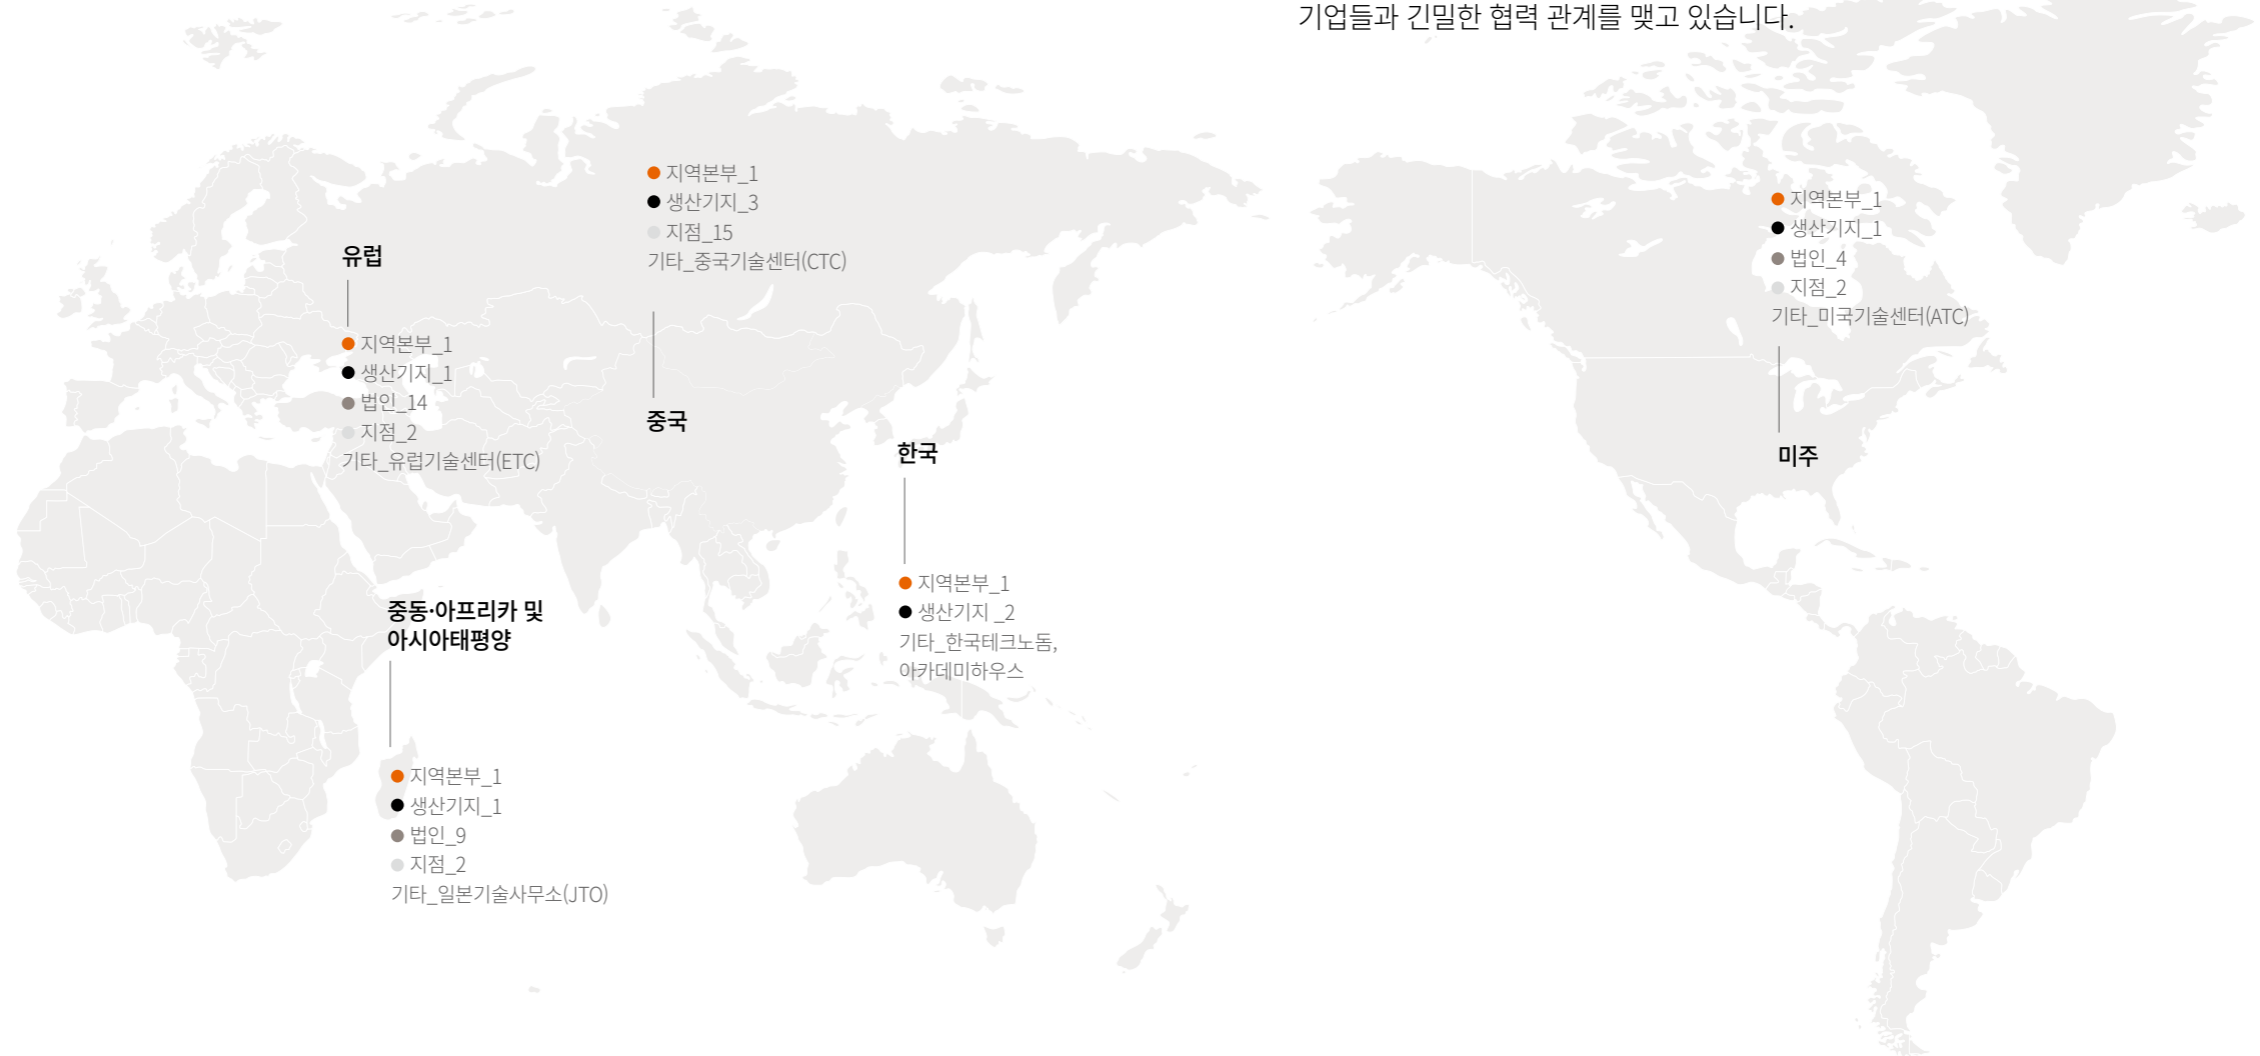 기업들과 긴밀한 협력 관계를 맺고 있습니다.
유럽
지역본부_1
생산기지_1
법인_14
지점_2
기타_유럽기술센터(ETC)
지역본부_1
생산기지_3
지점_15
기타_중국기술센터(CTC)
중국
한국
지역본부_1
생산기지 _2
기타_한국테크노돔,
아카데미하우스
중동·아프리카 및
아시아태평양
지역본부_1
생산기지_1
법인_9
지점_2
기타_일본기술사무소(JTO)
지역본부_1
생산기지_1
법인_4
지점_2
기타_미국기술센터(ATC)
미주